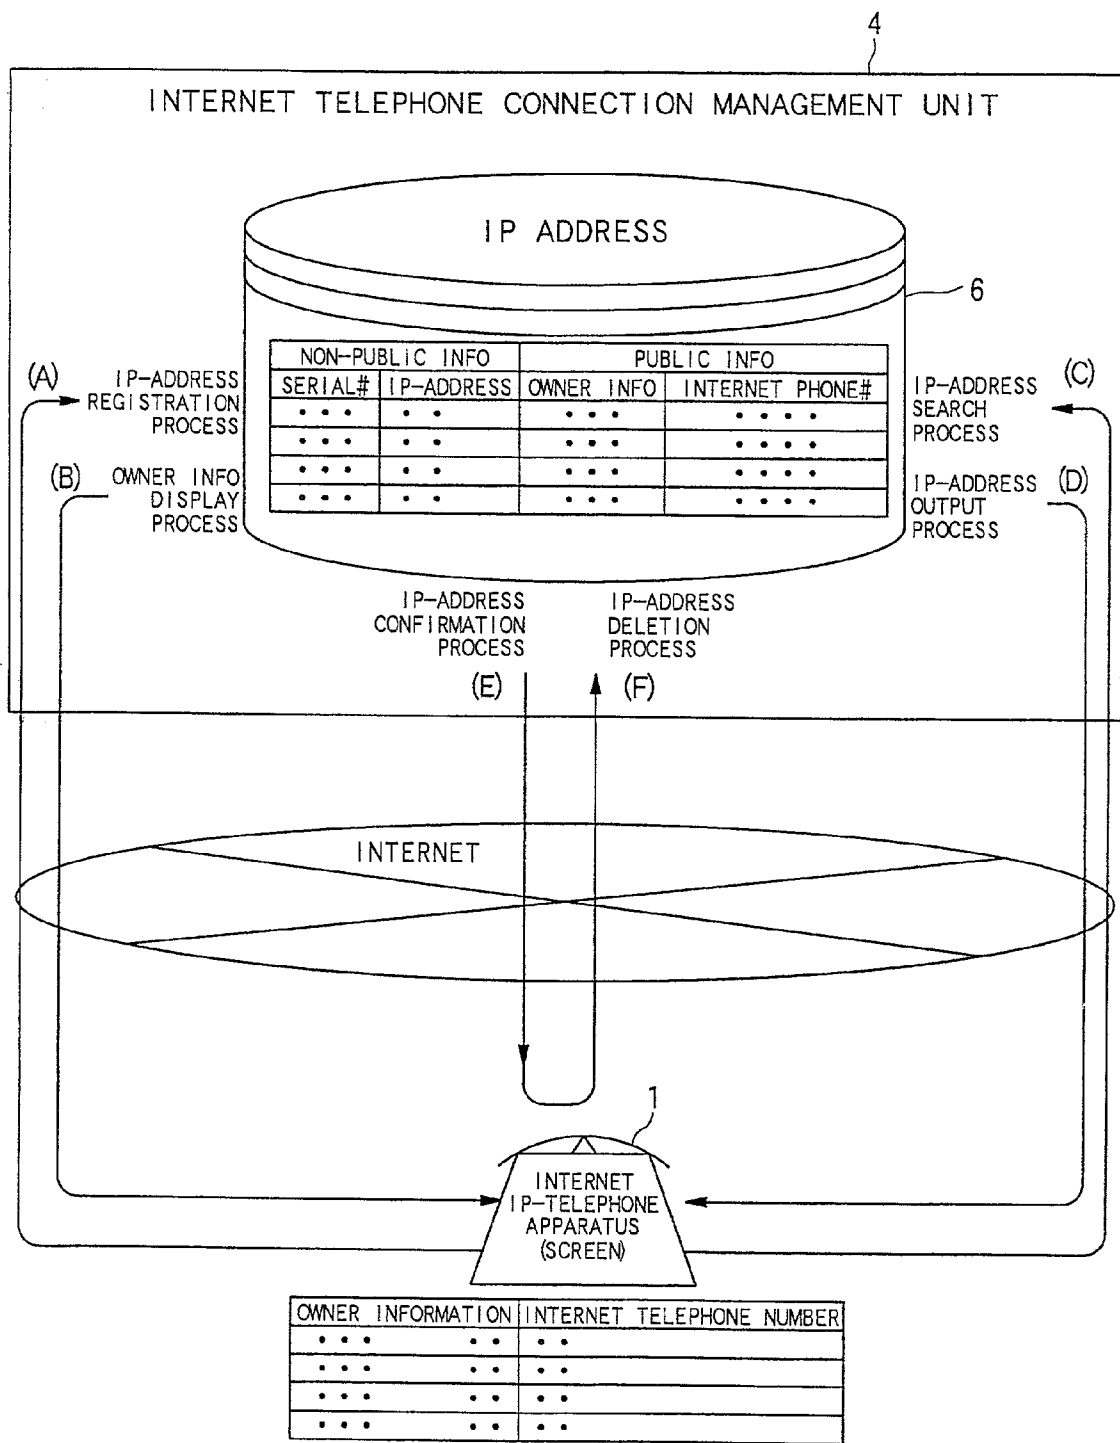 4
INTERNET TELEPHONE CONNECTION MANAGEMENT UNIT
IP ADDRESS
6
NON-PUBLIC INFO PUBLIC INFO
SERIAL# IP-ADDRESS OWNER INFO INTERNET PHONE#
(A)
IP-ADDRESS
REGISTRATION
PROCESS
(B)
OWNER INFO
DISPLAY
PROCESS
(C)
IP-ADDRESS
SEARCH
PROCESS
(D)
IP-ADDRESS
OUTPUT
PROCESS
IP-ADDRESS
CONFIRMATION
PROCESS
(E)
IP-ADDRESS
DELETION
PROCESS
(F)
INTERNET
1
INTERNET
IP-TELEPHONE
APPARATUS
(SCREEN)
OWNER INFORMATION INTERNET TELEPHONE NUMBER